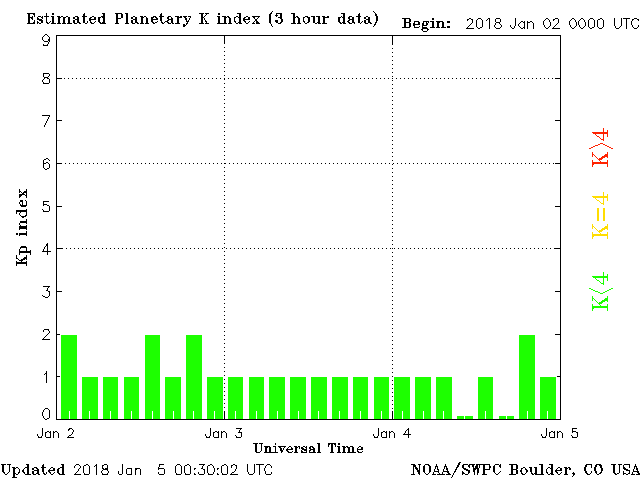 Estimated Planetary K index (3 hour data) Begin: 2018 Jan 02 0000 UTC
9
8
7
6
5
4
3
2
1
0
Kp index
K>4
K=4
K<4
Jan 2 Jan 3 Jan 4 Jan 5
Universal Time
Updated 2018 Jan 5 00:30:02 UTC NOAA/SWPC Boulder, CO USA